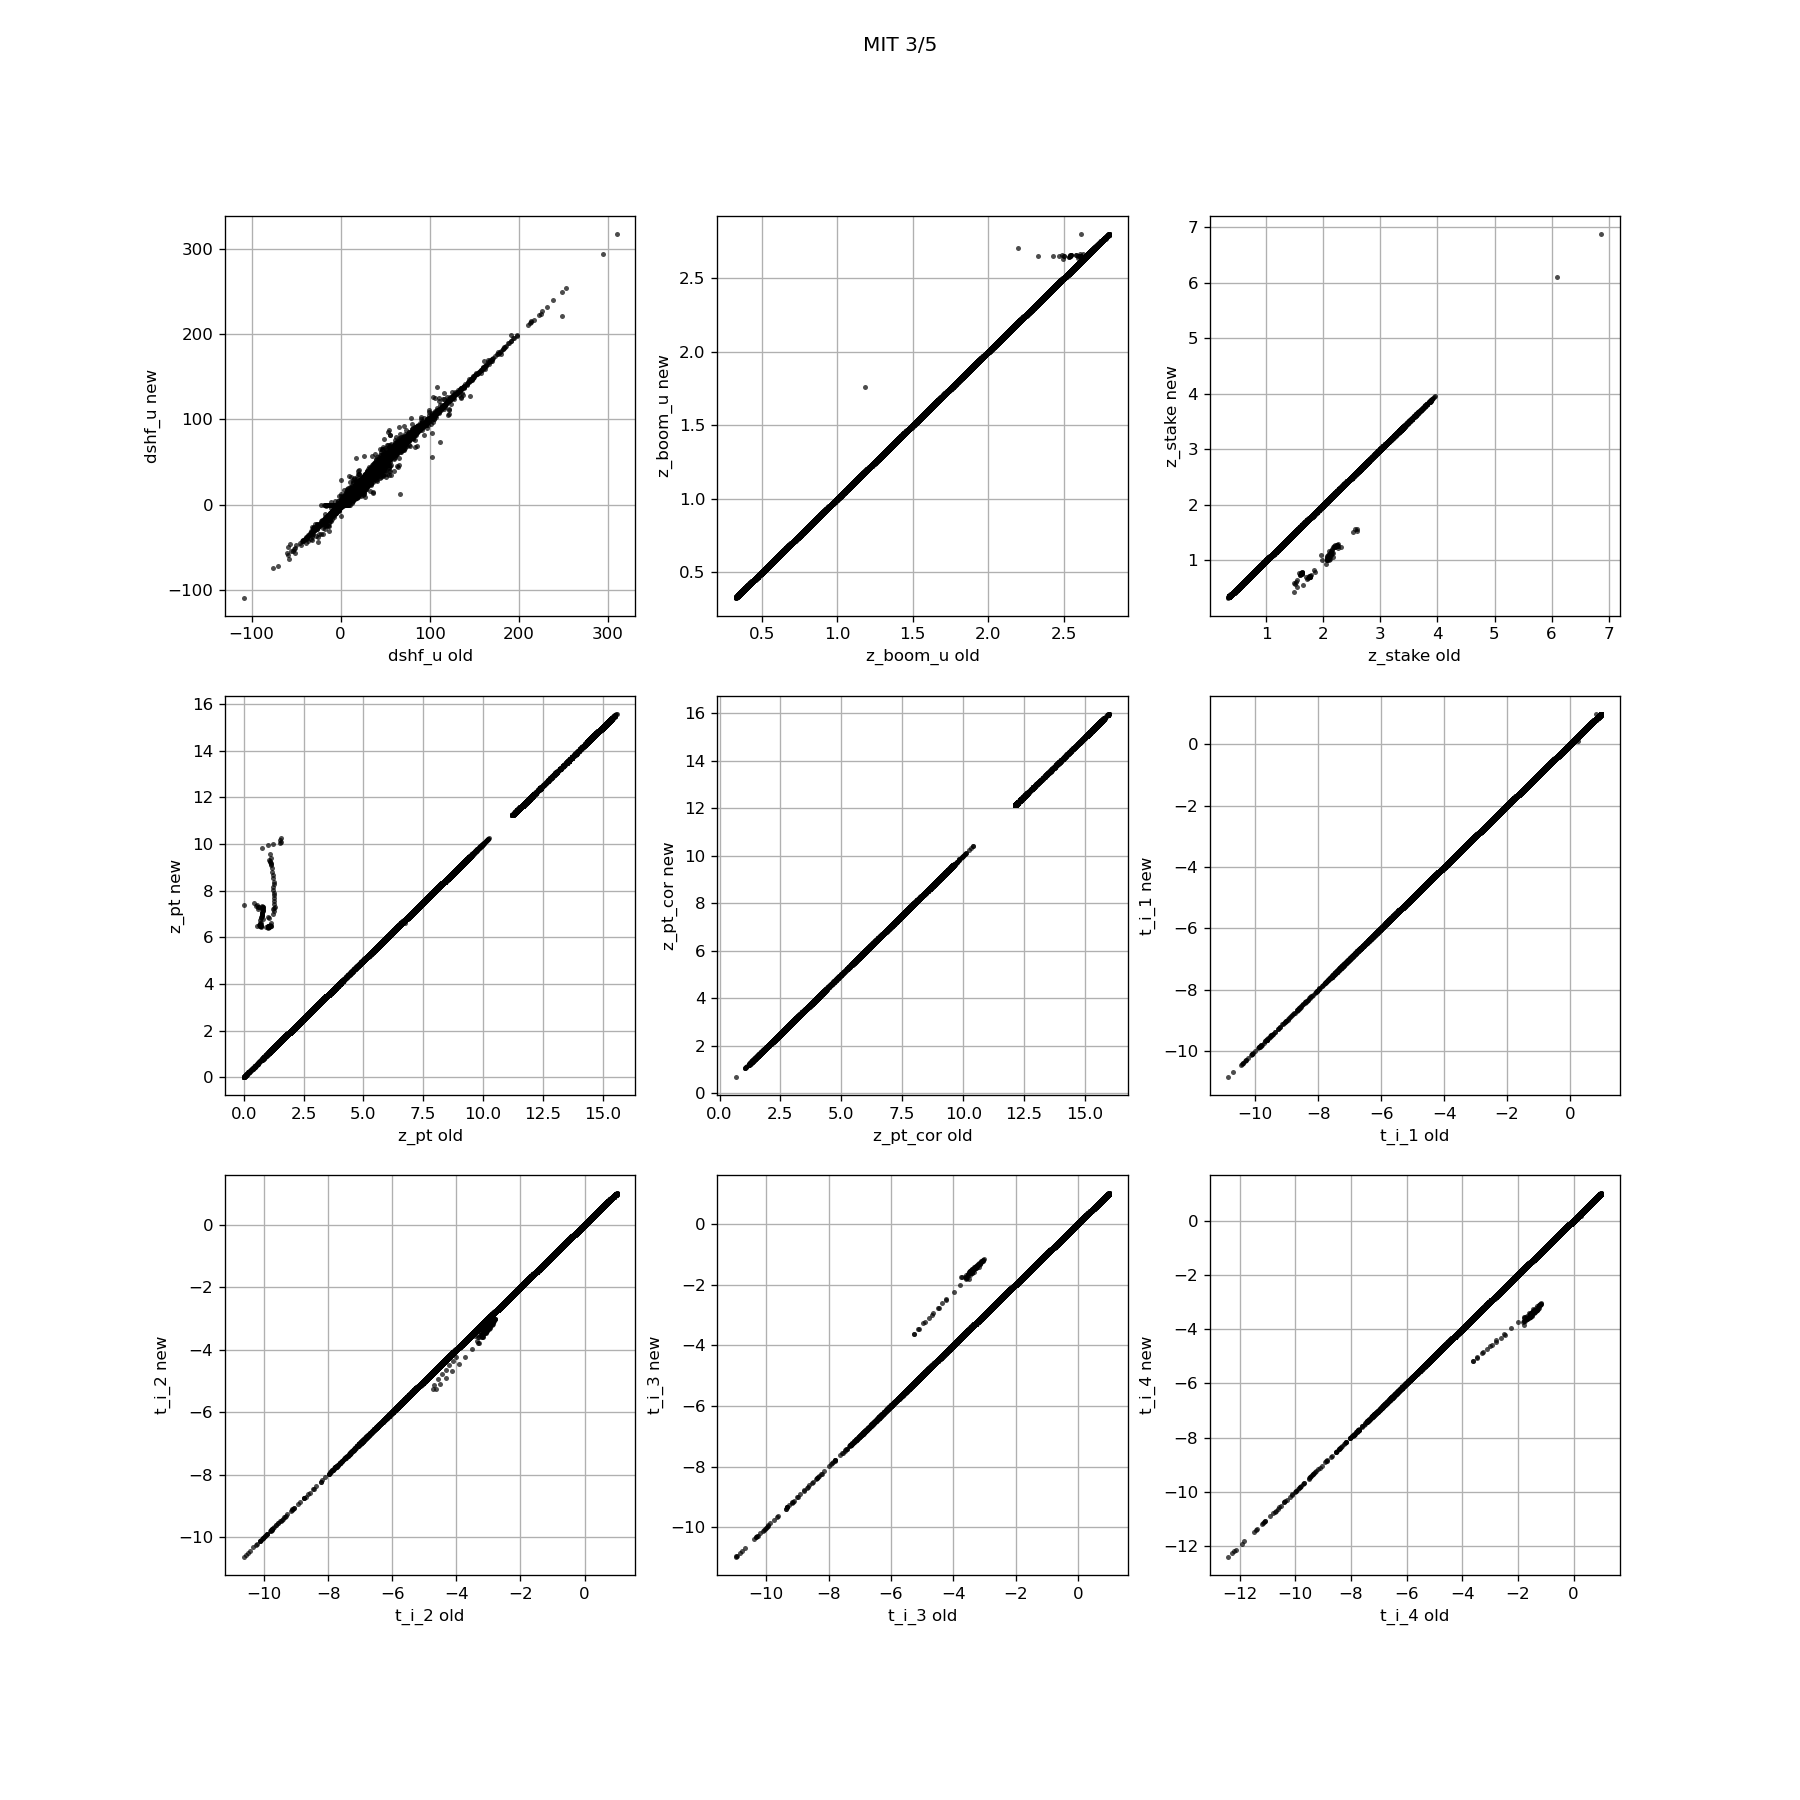 MIT 3/5
300
200
100
0
−100
dshf_u new
−100 0 100 200 300
dshf_u old
2.5
2.0
1.5
1.0
0.5
z_boom_u new
0.5 1.0 1.5 2.0 2.5
z_boom_u old
7
6
5
4
3
2
1
z_stake new
1 2 3 4 5 6 7
z_stake old
16
14
12
10
8
6
4
2
0
z_pt new
0.0 2.5 5.0 7.5 10.0 12.5 15.0
z_pt old
16
14
12
10
8
6
4
2
0
z_pt_cor new
0.0 2.5 5.0 7.5 10.0 12.5 15.0
z_pt_cor old
0
−2
−4
−6
−8
−10
t_i_1 new
−10 −8 −6 −4 −2 0
t_i_1 old
0
−2
−4
−6
−8
−10
t_i_2 new
−10 −8 −6 −4 −2 0
t_i_2 old
0
−2
−4
−6
−8
−10
t_i_3 new
−10 −8 −6 −4 −2 0
t_i_3 old
0
−2
−4
−6
−8
−10
−12
t_i_4 new
−12 −10 −8 −6 −4 −2 0
t_i_4 old